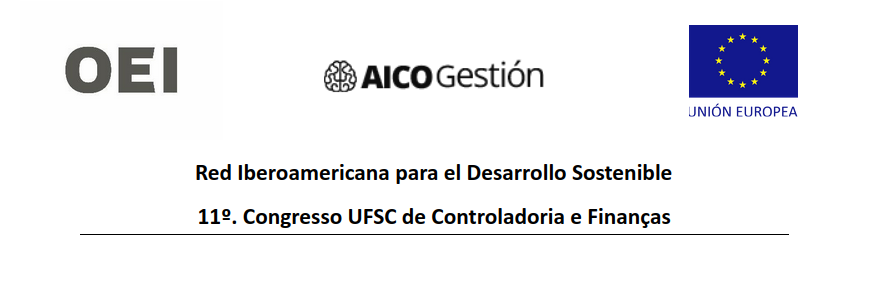 OEI
AICOGestión
UNIÓN EUROPEA
Red Iberoamericana para el Desarrollo Sostenible
11º. Congresso UFSC de Controladoria e Finanças